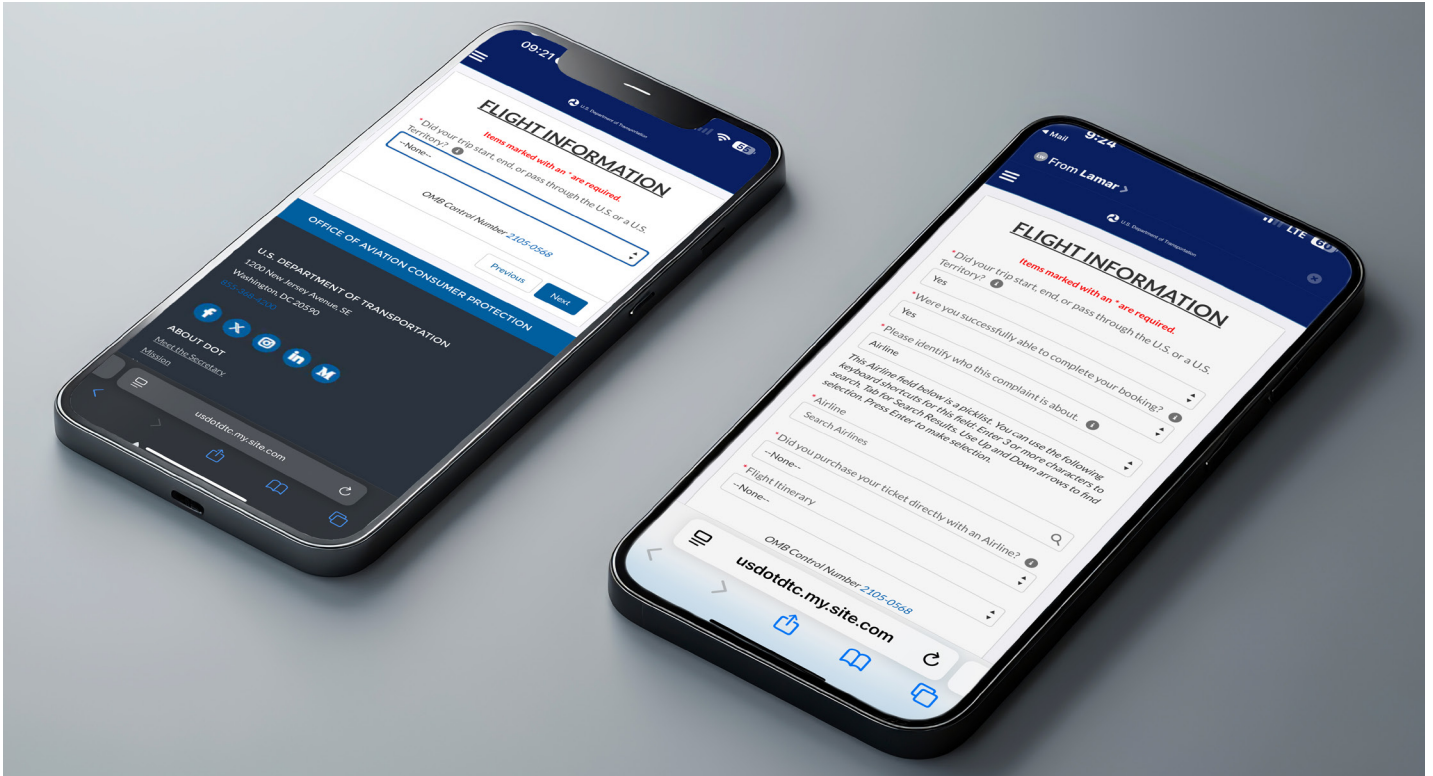 09:21
85
U.S. Department of Transportation
FLIGHT INFORMATION
Items marked with an * are required.
*Did your trip start, end, or pass through the U.S. or a U.S.
Territory?
--None--
OMB Control Number 2105-0568
Previous
Next
OFFICE OF AVIATION CONSUMER PROTECTION
U.S. DEPARTMENT OF TRANSPORTATION
1200 New Jersey Avenue, SE
Washington, DC 20590
ABOUT DOT
Meet the Secretary
Mission
usdotdtc.my.site.com
Mail
9:24
LTE
60
From Lamar >
U.S. Department of Transportation
FLIGHT INFORMATION
Items marked with an * are required.
*Did your trip start, end, or pass through the U.S. or a U.S.
Territory?
Yes
*Were you successfully able to complete your booking?
Yes
*Please identify who this complaint is about.
Airline
This Airline field below is a picklist. You can use the following
keyboard shortcuts for this field: Enter 3 or more characters to
search. Tab for Search Results. Use Up and Down arrows to find
selection. Press Enter to make selection.
*Airline
Search Airlines
*Did you purchase your ticket directly with an Airline?
--None--
*Flight Itinerary
--None--
OMB Control Number 2105-0568
usdotdtc.my.site.com